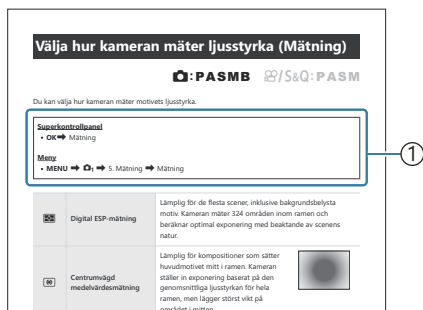 Välja hur kameran mäter ljusstyrka (Mätning)
: PASMB /S&Q: PASM
Du kan välja hur kameran mäter motivets ljusstyrka.
Superkontrollpanel
• OK ➡ Mätning
Meny
• MENU ➡ 1 ➡ 5. Mätning ➡ Mätning
1
Digital ESP-mätning
Lämplig för de flesta scener, inklusive bakgrundsbelysta
motiv. Kameran mäter 324 områden inom ramen och
beräknar optimal exponering med beaktande av scenens
natur.
Centrumvägd
medelvärdesmätning
Lämplig för kompositioner som sätter
huvudmotivet mitt i ramen. Kameran
ställer in exponering baserat på den
genomsnittliga ljusstyrkan för hela
ramen, men lägger störst vikt på
området i mitten.